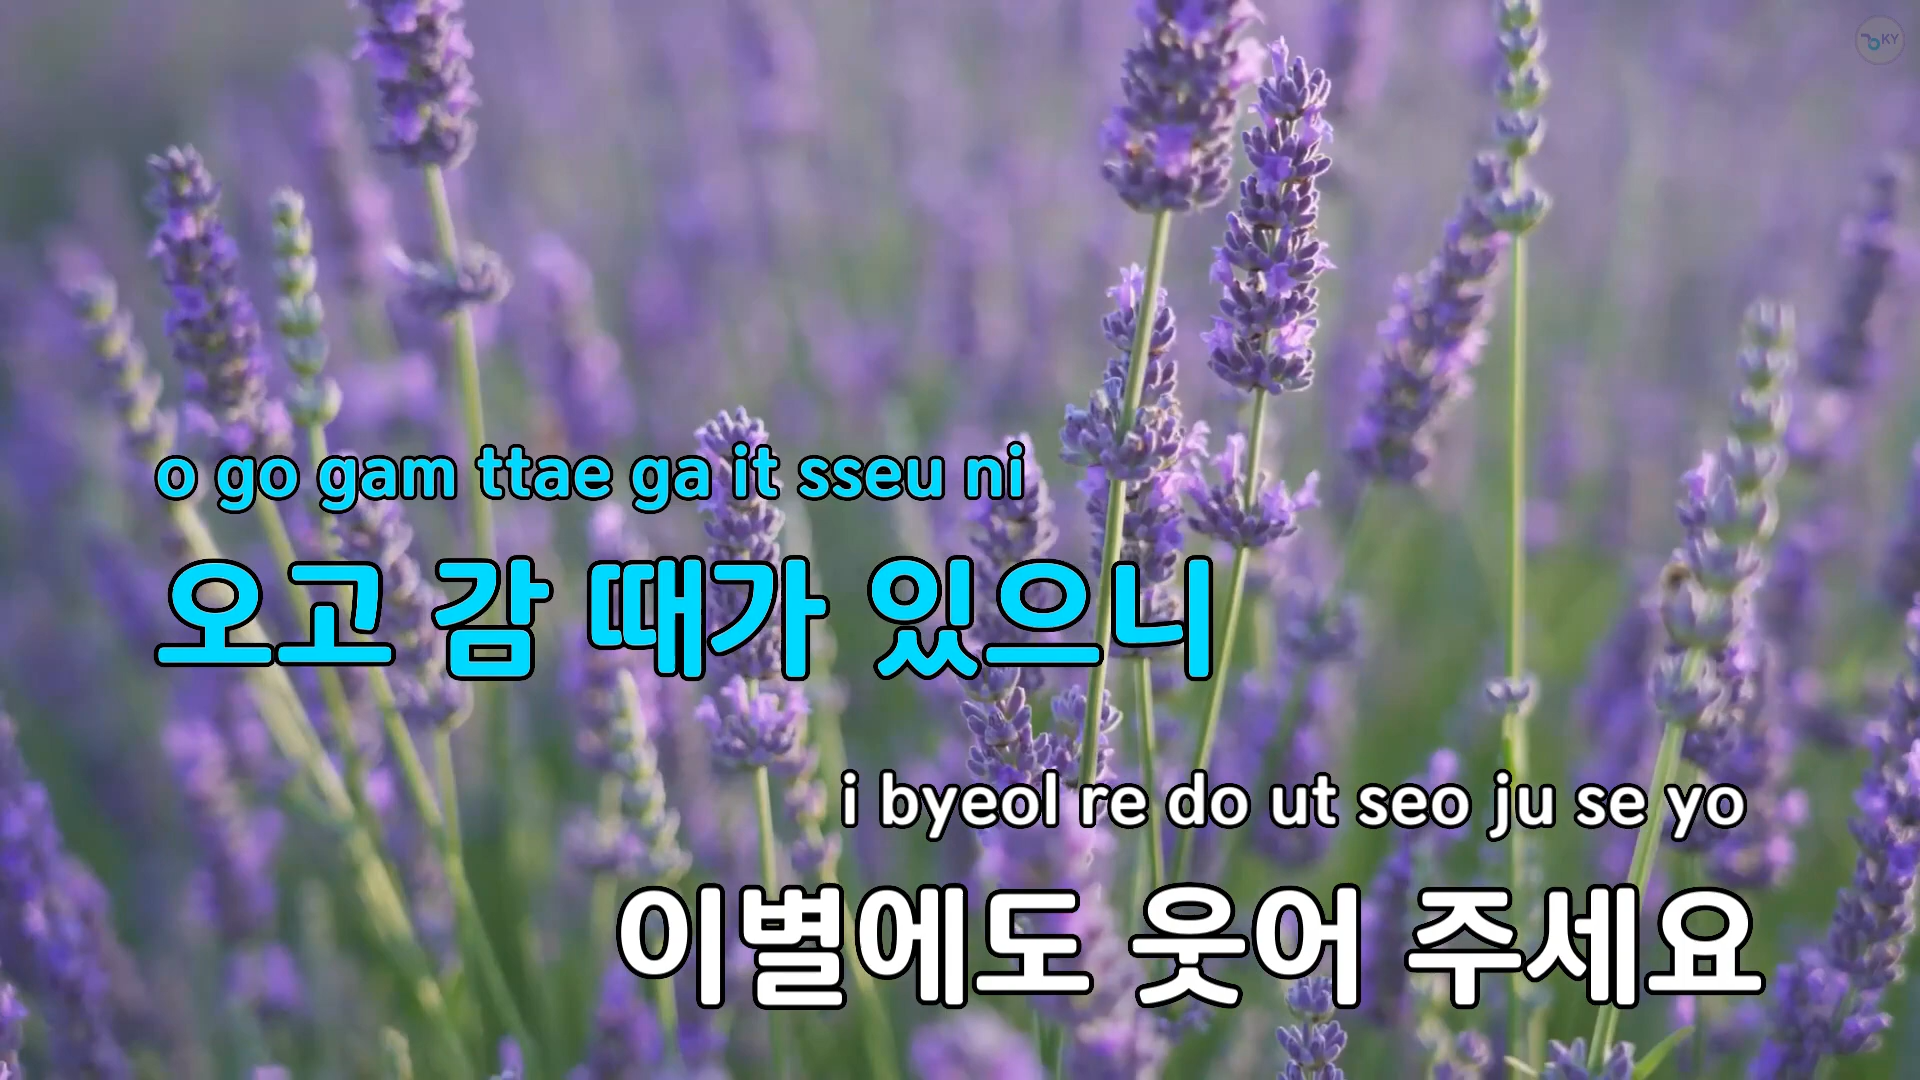 KY
o go gam ttae ga it sseu ni
오고 감 때가 있으니
i byeol re do ut seo ju se yo
이별에도 웃어 주세요